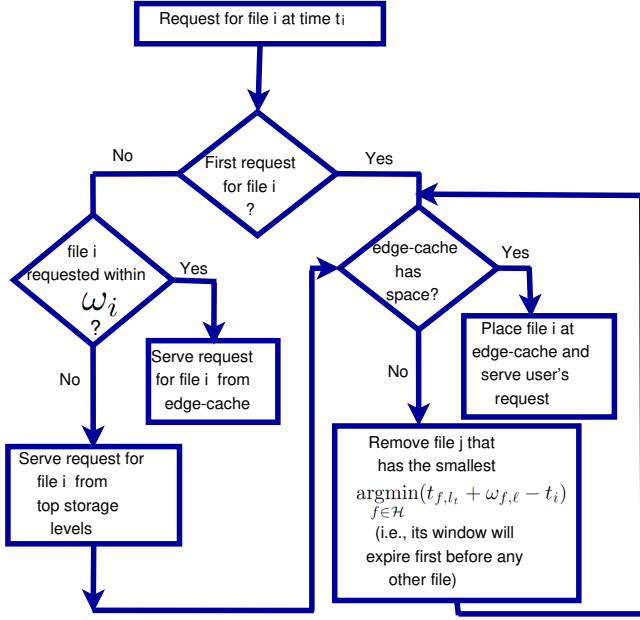 Request for file i at time t i
First request
for file i
?
No
Yes
file i
requested within
ω_i
?
Yes
No
edge-cache
has
space?
Yes
No
Serve request
for file i from
edge-cache
Place file i at
edge-cache and
serve user's
request
Serve request for
file i from
top storage
levels
Remove file j that
has the smallest
argmin(t_{f,l_t} + ω_{f,ℓ} − t_i)
f∈ℋ
(i.e., its window will
expire first before any
other file)